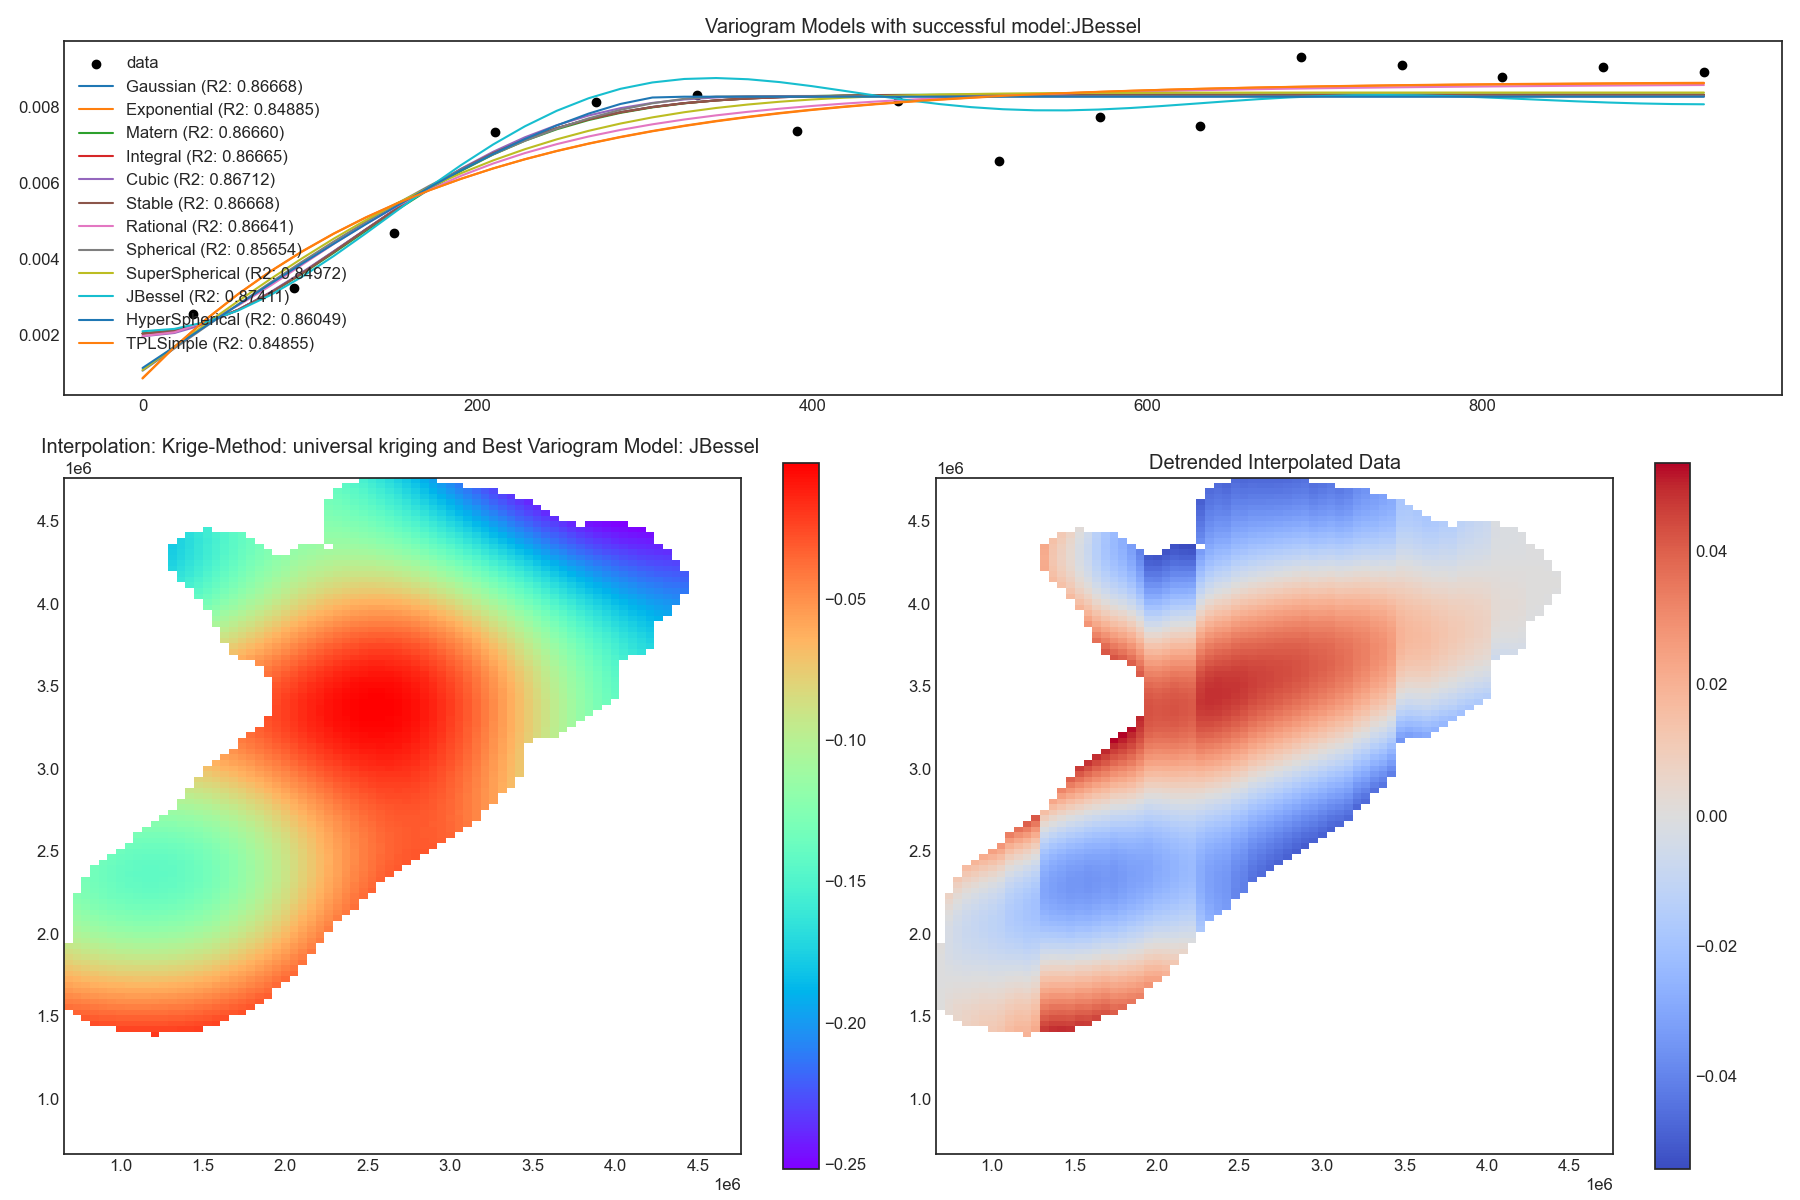 Variogram Models with successful model:JBessel
data
Gaussian (R2: 0.86668)
Exponential (R2: 0.84885)
Matern (R2: 0.86660)
Integral (R2: 0.86665)
Cubic (R2: 0.86712)
Stable (R2: 0.86668)
Rational (R2: 0.86641)
Spherical (R2: 0.85654)
SuperSpherical (R2: 0.84972)
JBessel (R2: 0.87411)
HyperSpherical (R2: 0.86049)
TPLSimple (R2: 0.84855)
0.008
0.006
0.004
0.002
0 200 400 600 800
Interpolation: Krige-Method: universal kriging and Best Variogram Model: JBessel
1e6
4.5
4.0
3.5
3.0
2.5
2.0
1.5
1.0
1.0 1.5 2.0 2.5 3.0 3.5 4.0 4.5
1e6
−0.05
−0.10
−0.15
−0.20
−0.25
Detrended Interpolated Data
1e6
4.5
4.0
3.5
3.0
2.5
2.0
1.5
1.0
1.0 1.5 2.0 2.5 3.0 3.5 4.0 4.5
1e6
0.04
0.02
0.00
−0.02
−0.04